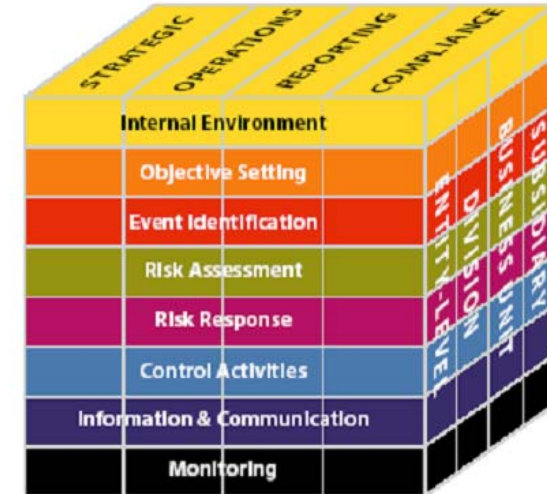 STRATEGIC
OPERATIONS
REPORTING
COMPLIANCE
Internal Environment
Objective Setting
Event Identification
Risk Assessment
Risk Response
Control Activities
Information & Communication
Monitoring
ENTITY-LEVEL
DIVISION
BUSINESS UNIT
SUBSIDIARY